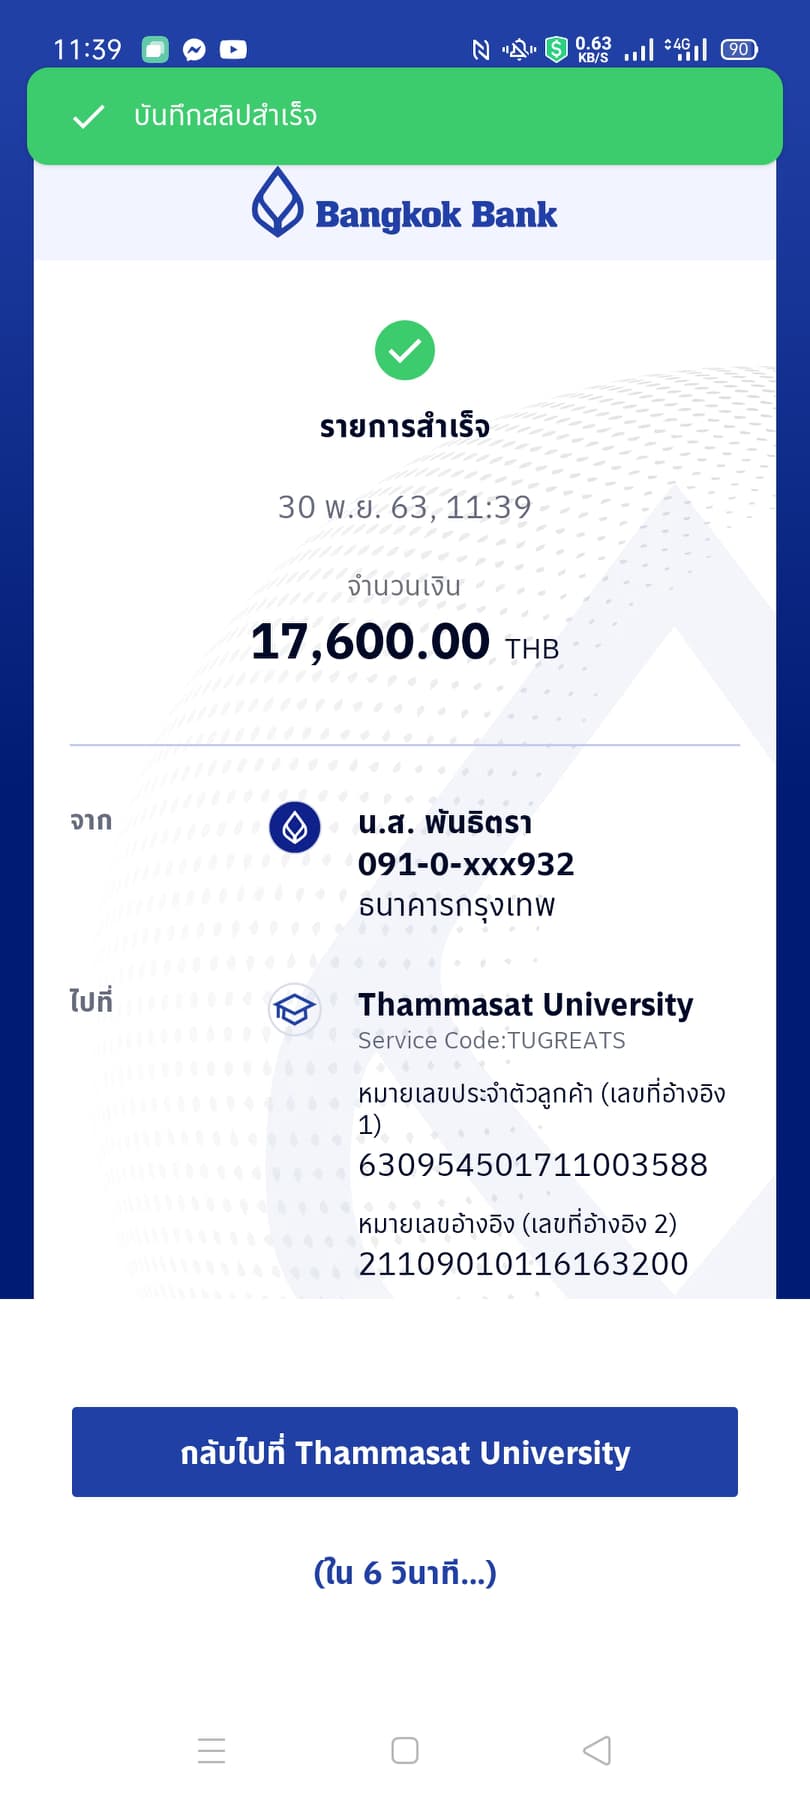 11:39
0.63
KB/S
4G
90
บันทึกสลิปสำเร็จ
Bangkok Bank
รายการสำเร็จ
30 พ.ย. 63, 11:39
จำนวนเงิน
17,600.00 THB
จาก
น.ส. พันธิตรา
091-0-xxx932
ธนาคารกรุงเทพ
ไปที่
Thammasat University
Service Code:TUGREATS
หมายเลขประจำตัวลูกค้า (เลขที่อ้างอิง
1)
630954501711003588
หมายเลขอ้างอิง (เลขที่อ้างอิง 2)
21109010116163200
กลับไปที่ Thammasat University
(ใน 6 วินาที...)